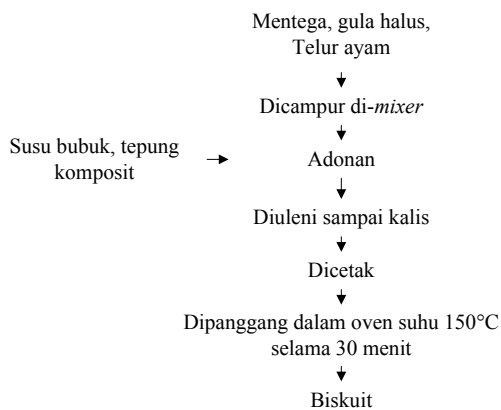 Mentega, gula halus,
Telur ayam
Dicampur di-mixer
Susu bubuk, tepung
komposit
Adonan
Diuleni sampai kalis
Dicetak
Dipanggang dalam oven suhu 150°C
selama 30 menit
Biskuit